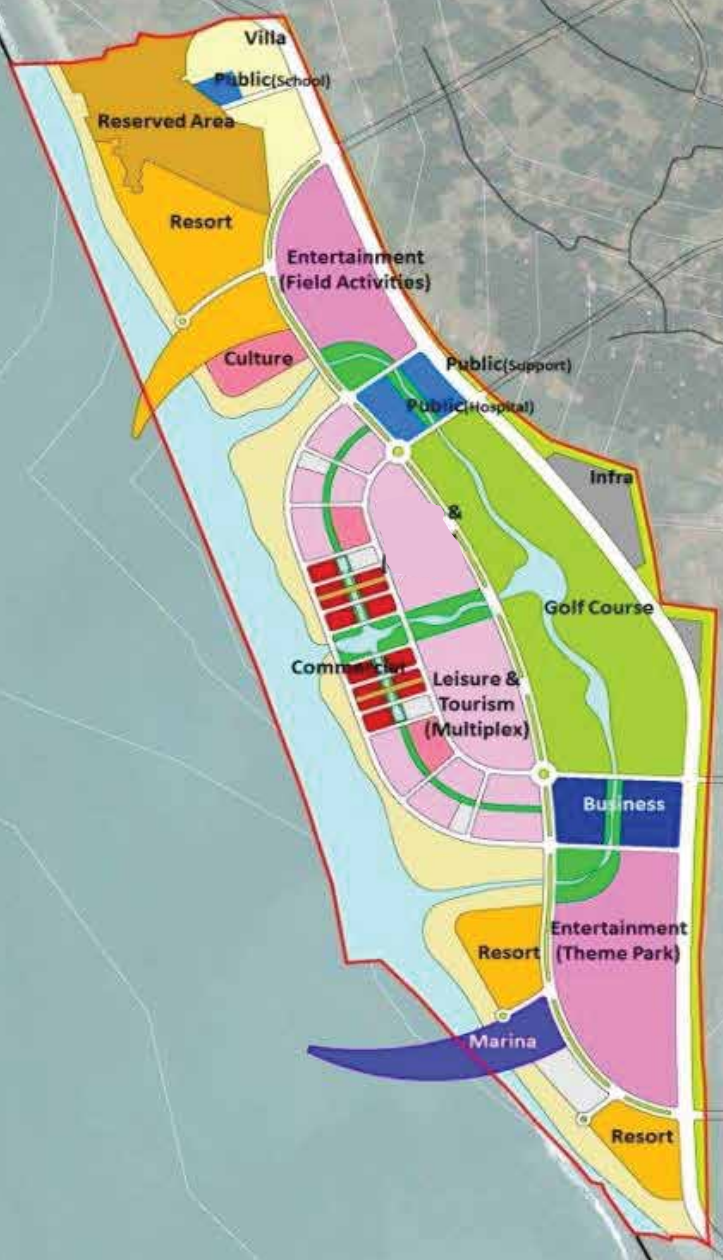 Villa
Public(School)
Reserved Area
Resort
Entertainment
(Field Activities)
Culture
Public(Support)
Public(Hospital)
Infra
&
Golf Course
Leisure &
Tourism
(Multiplex)
Business
Entertainment
(Theme Park)
Resort
Marina
Resort